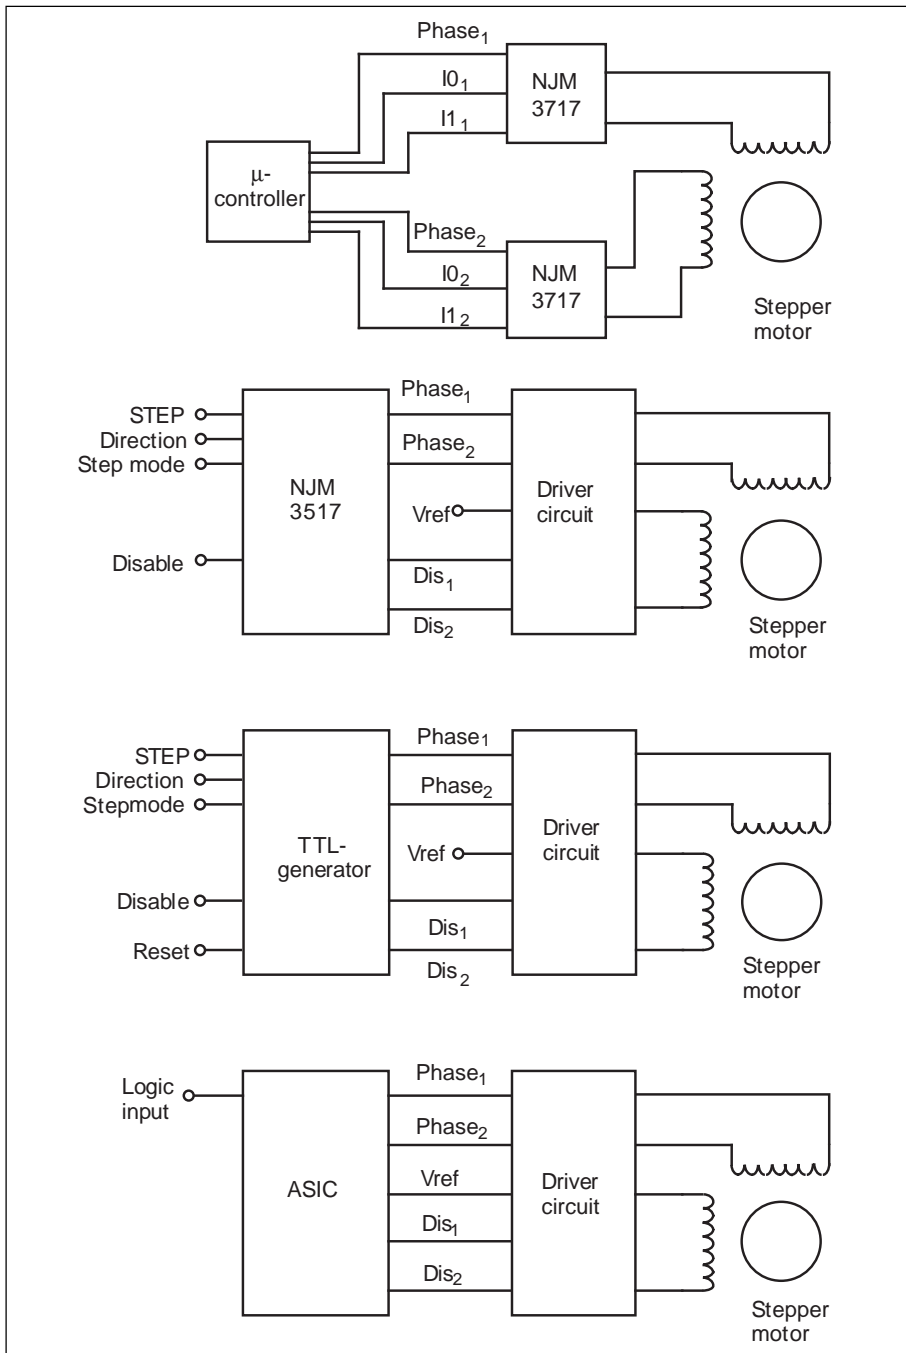 Phase1
I01
I11
NJM
3717
μ-
controller
Phase2
I02
I12
NJM
3717
Stepper
motor
STEP
Direction
Step mode
Disable
NJM
3517
Phase1
Phase2
Vref
Dis1
Dis2
Driver
circuit
Stepper
motor
STEP
Direction
Stepmode
Disable
Reset
TTL-
generator
Phase1
Phase2
Vref
Dis1
Dis2
Driver
circuit
Stepper
motor
Logic
input
ASIC
Phase1
Phase2
Vref
Dis1
Dis2
Driver
circuit
Stepper
motor